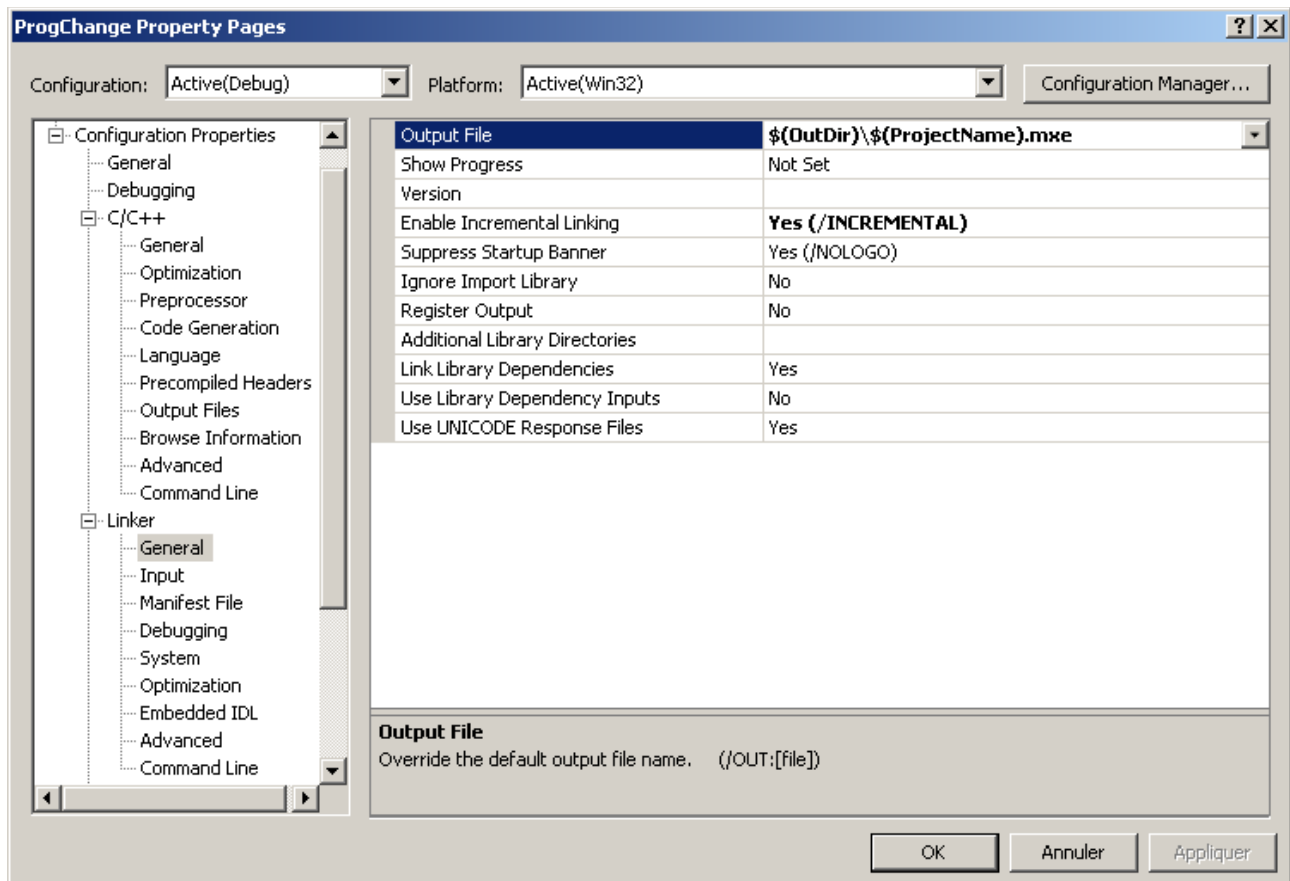 ProgChange Property Pages
Configuration: Active(Debug) Platform: Active(Win32) Configuration Manager...
Configuration Properties
General
Debugging
C/C++
General
Optimization
Preprocessor
Code Generation
Language
Precompiled Headers
Output Files
Browse Information
Advanced
Command Line
Linker
General
Input
Manifest File
Debugging
System
Optimization
Embedded IDL
Advanced
Command Line
Output File $(OutDir)\$(ProjectName).mxe
Show Progress Not Set
Version
Enable Incremental Linking Yes (/INCREMENTAL)
Suppress Startup Banner Yes (/NOLOGO)
Ignore Import Library No
Register Output No
Additional Library Directories
Link Library Dependencies Yes
Use Library Dependency Inputs No
Use UNICODE Response Files Yes
Output File
Override the default output file name. (/OUT:[file])
OK Annuler Appliquer